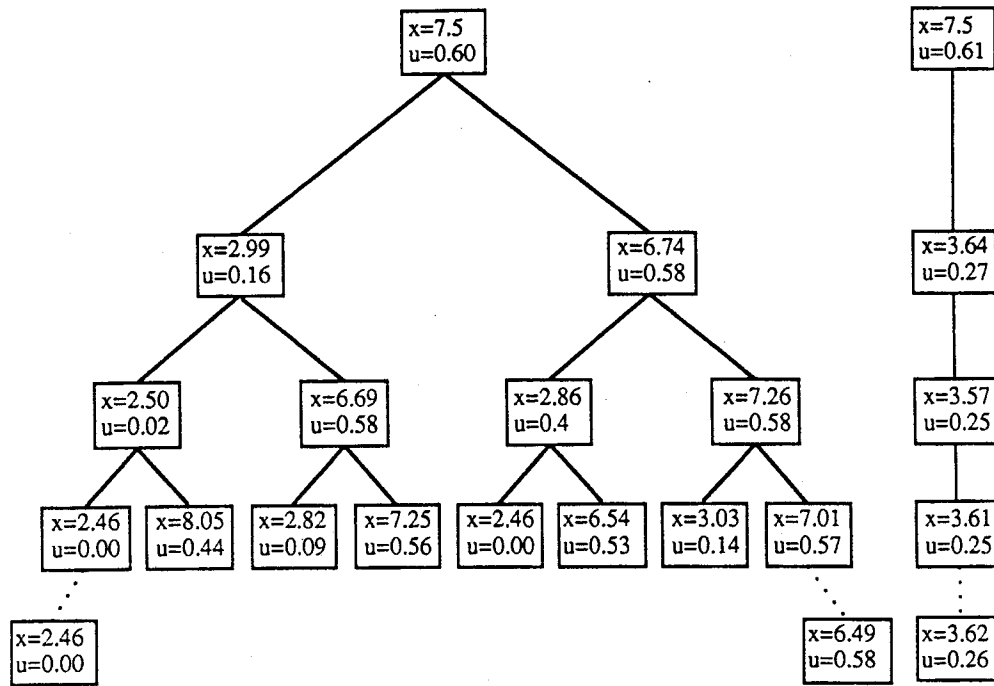 x=7.5
u=0.60
x=7.5
u=0.61
x=2.99
u=0.16
x=6.74
u=0.58
x=3.64
u=0.27
x=2.50
u=0.02
x=6.69
u=0.58
x=2.86
u=0.4
x=7.26
u=0.58
x=3.57
u=0.25
x=2.46
u=0.00
x=8.05
u=0.44
x=2.82
u=0.09
x=7.25
u=0.56
x=2.46
u=0.00
x=6.54
u=0.53
x=3.03
u=0.14
x=7.01
u=0.57
x=3.61
u=0.25
x=2.46
u=0.00
x=6.49
u=0.58
x=3.62
u=0.26